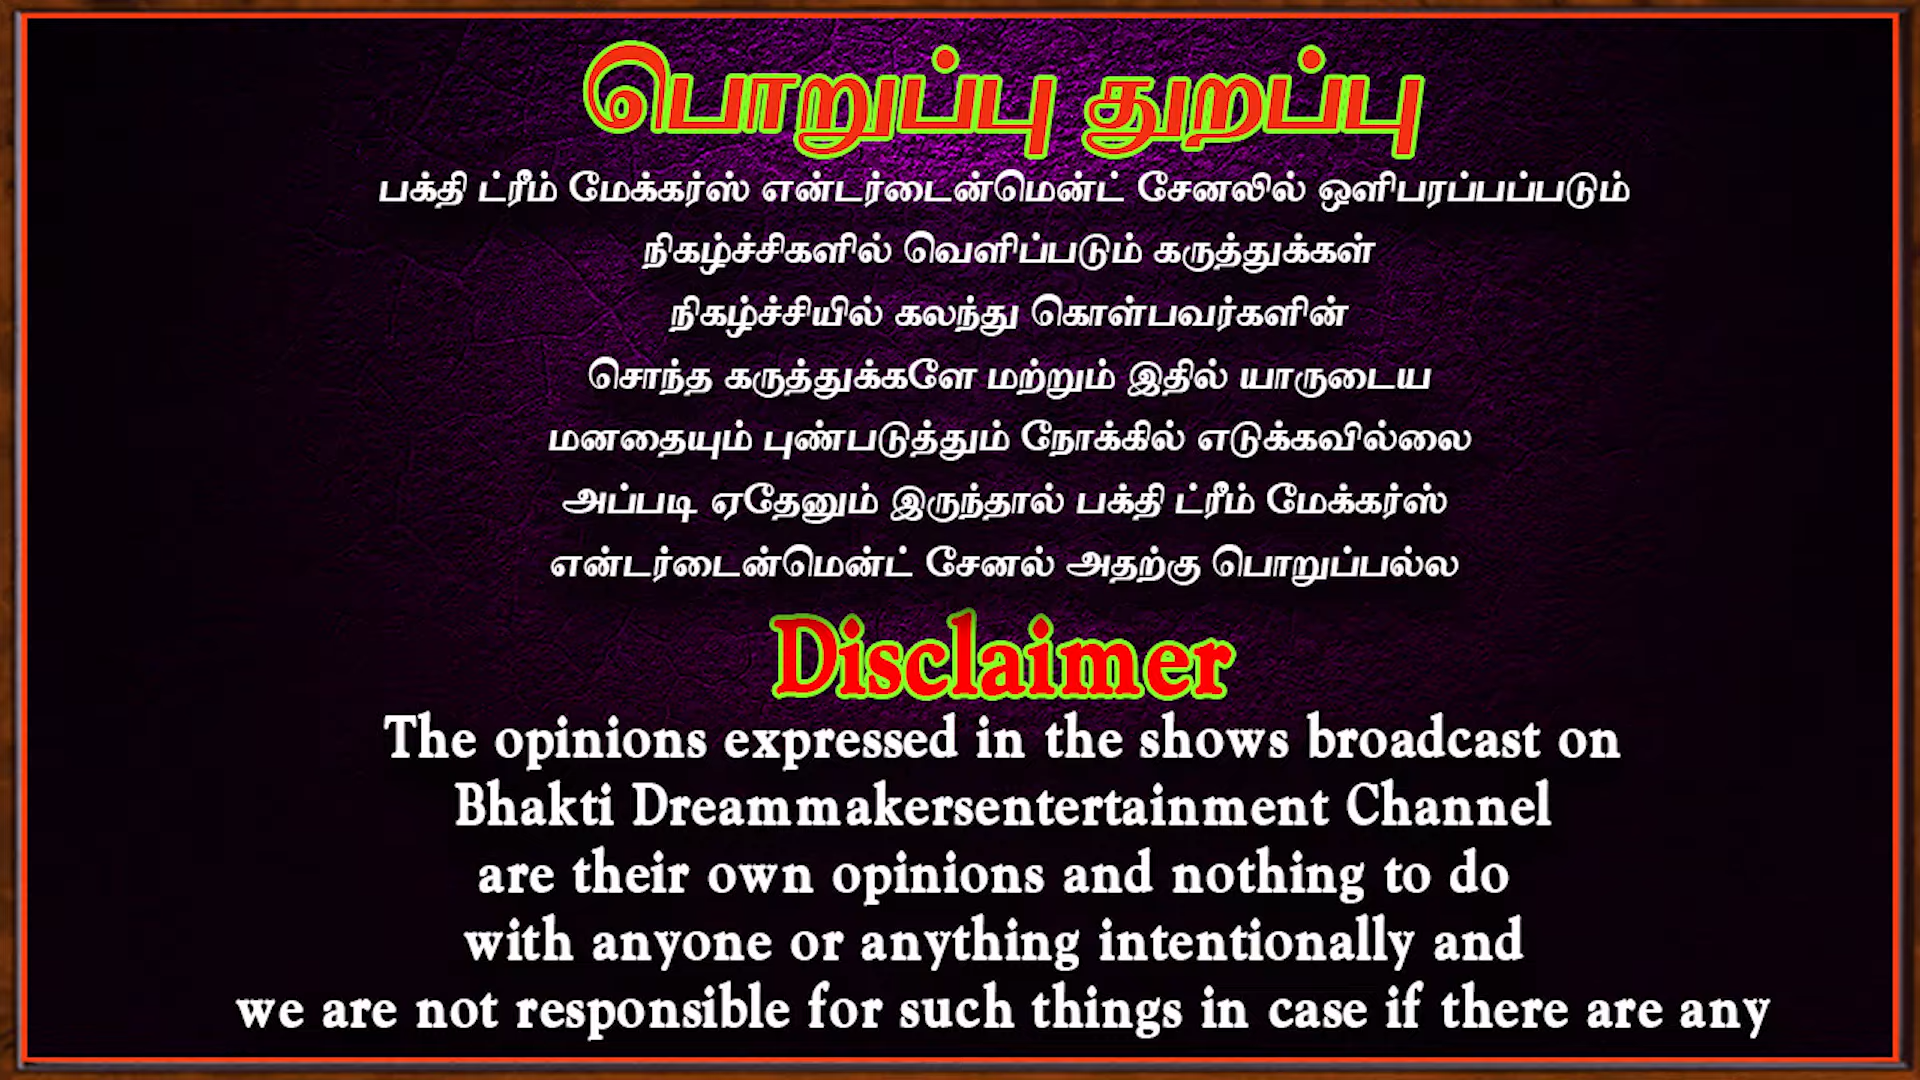 பொறுப்பு துறப்பு
பக்தி ட்ரீம் மேக்கர்ஸ் என்டர்டைன்மென்ட் சேனலில் ஒளிபரப்பப்படும்
நிகழ்ச்சிகளில் வெளிப்படும் கருத்துக்கள்
நிகழ்ச்சியில் கலந்து கொள்பவர்களின்
சொந்த கருத்துக்களே மற்றும் இதில் யாருடைய
மனதையும் புண்படுத்தும் நோக்கில் எடுக்கவில்லை
அப்படி ஏதேனும் இருந்தால் பக்தி ட்ரீம் மேக்கர்ஸ்
என்டர்டைன்மென்ட் சேனல் அதற்கு பொறுப்பல்ல
Disclaimer
The opinions expressed in the shows broadcast on
Bhakti Dreammakersentertainment Channel
are their own opinions and nothing to do
with anyone or anything intentionally and
we are not responsible for such things in case if there are any